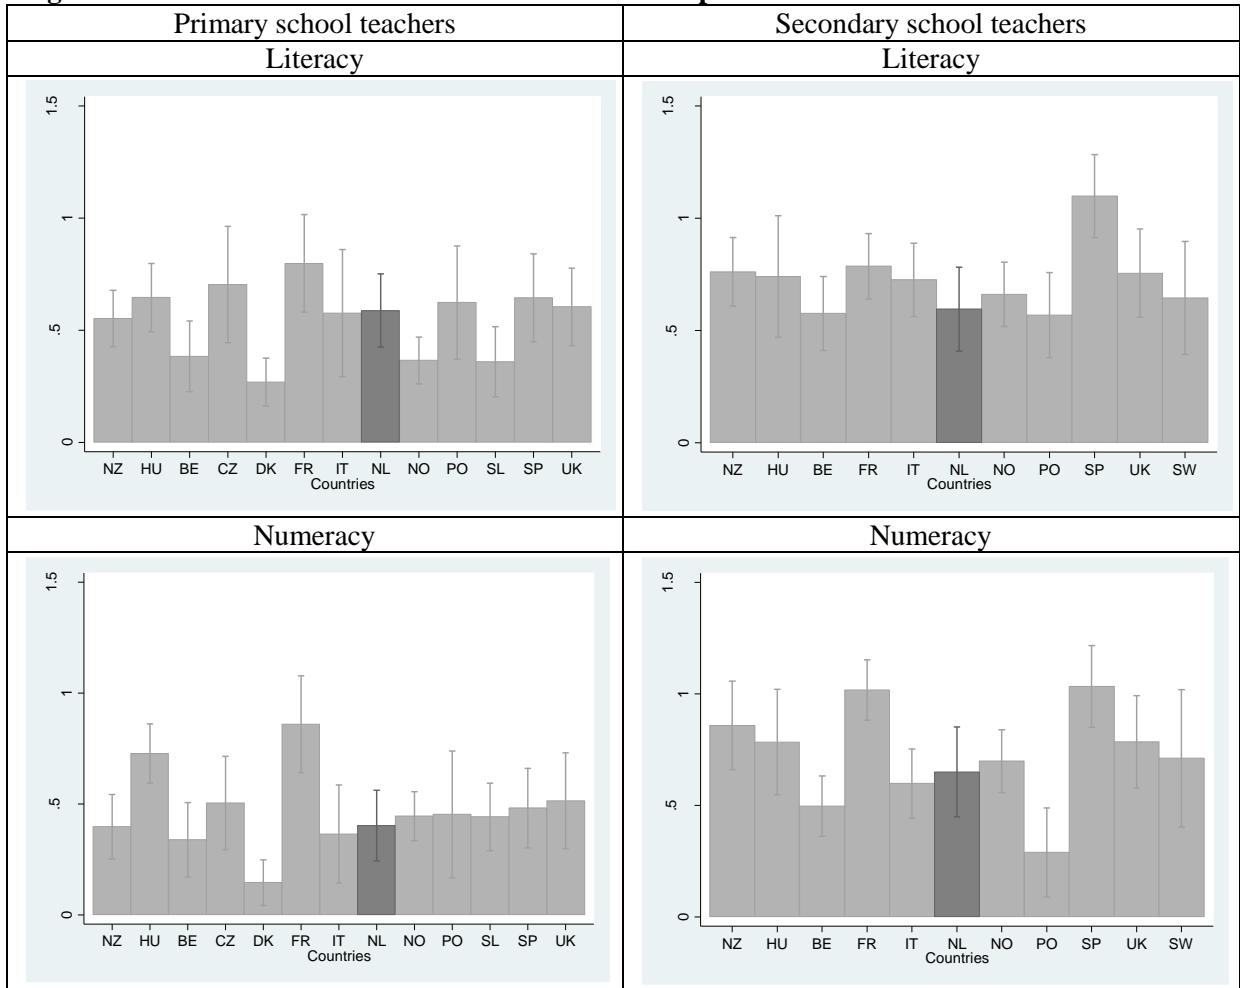 Primary school teachers
Secondary school teachers
Literacy
Literacy
1.5
1
.5
0
NZ HU BE CZ DK FR IT NL NO PO SL SP UK
Countries
1.5
1
.5
0
NZ HU BE FR IT NL NO PO SP UK SW
Countries
Numeracy
Numeracy
1.5
1
.5
0
NZ HU BE CZ DK FR IT NL NO PO SL SP UK
Countries
1.5
1
.5
0
NZ HU BE FR IT NL NO PO SP UK SW
Countries